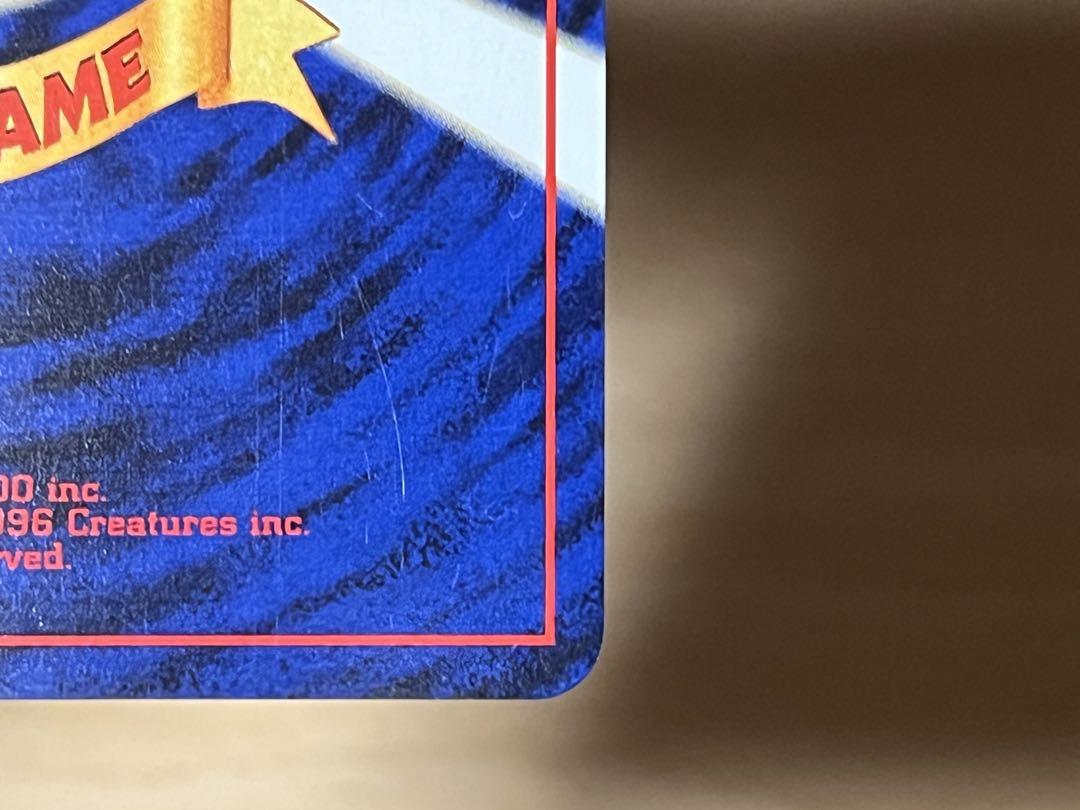 AME
00 inc.
996 Creatures inc.
rved.